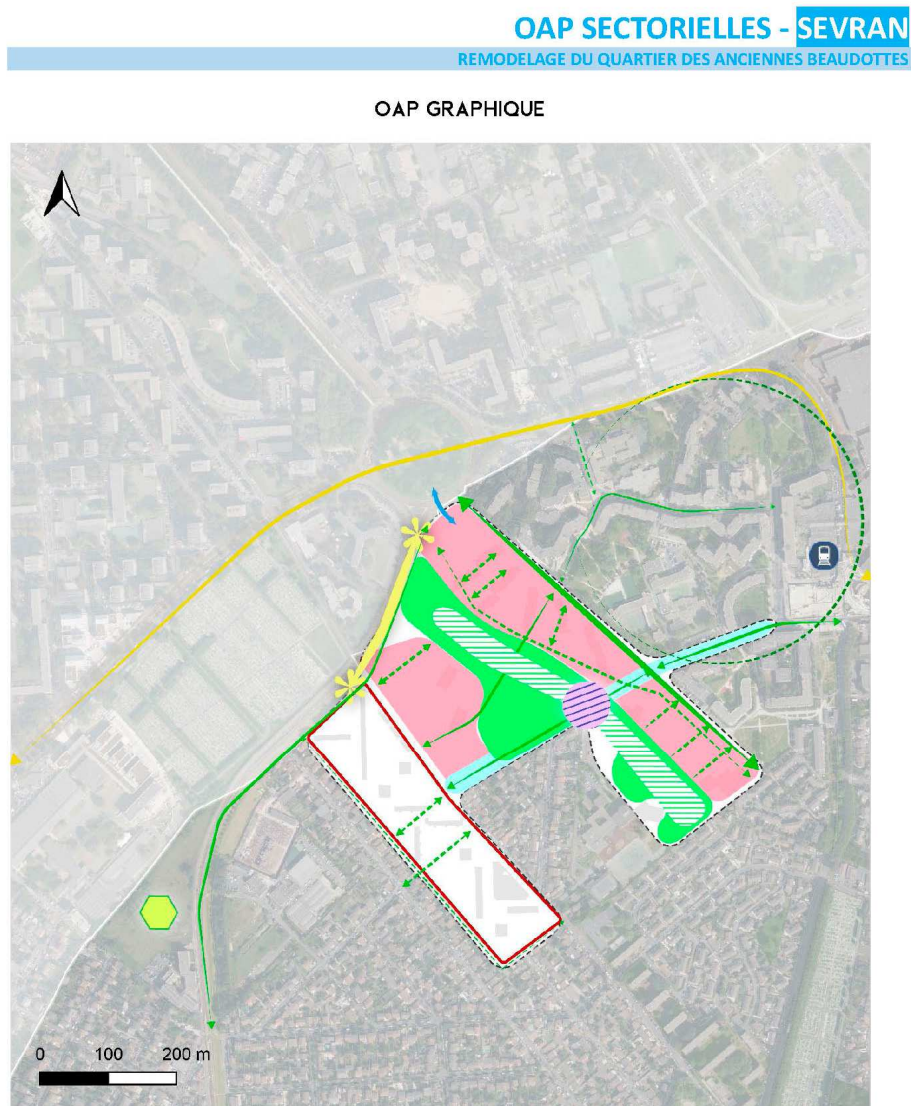 OAP SECTORIELLES - SEVRAN
REMODELAGE DU QUARTIER DES ANCIENNES BEAUDOTTES
OAP GRAPHIQUE
0 100 200 m